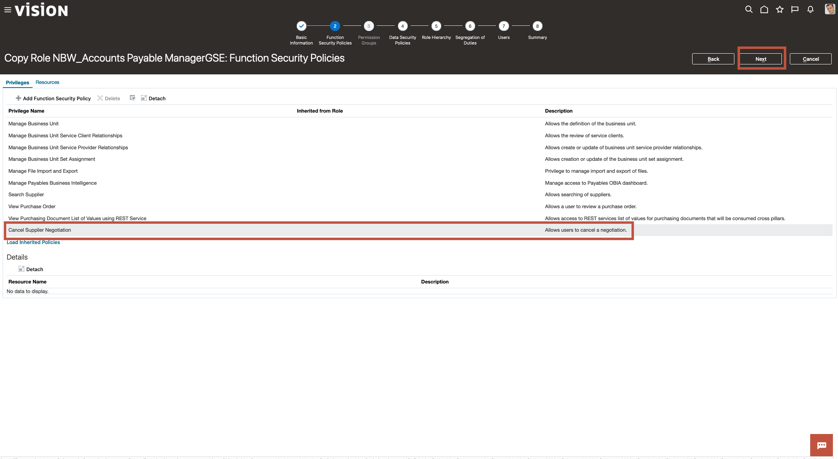 VISION
2 3 4 5 6 7 8
Basic Information
Function Security Policies
Permission Groups
Data Security Policies
Role Hierarchy
Segregation of Duties
Users
Summary
Copy Role NBW_Accounts Payable ManagerGSE: Function Security Policies
Back Next Cancel
Privileges Resources
Add Function Security Policy Delete Detach
Privilege Name Inherited from Role Description
Manage Business Unit Allows the definition of the business unit.
Manage Business Unit Service Client Relationships Allows the review of service clients.
Manage Business Unit Service Provider Relationships Allows create or update of business unit service provider relationships.
Manage Business Unit Set Assignment Allows creation or update of the business unit set assignment.
Manage File Import and Export Privilege to manage import and export of files.
Manage Payables Business Intelligence Manage access to Payables OBIA dashboard.
Search Supplier Allows searching of suppliers.
View Purchase Order Allows a user to review a purchase order.
View Purchasing Document List of Values using REST Service Allows access to REST services list of values for purchasing documents that will be consumed cross pillars.
Cancel Supplier Negotiation Allows users to cancel a negotiation.
Load Inherited Policies
Details
Detach
Resource Name Description
No data to display.